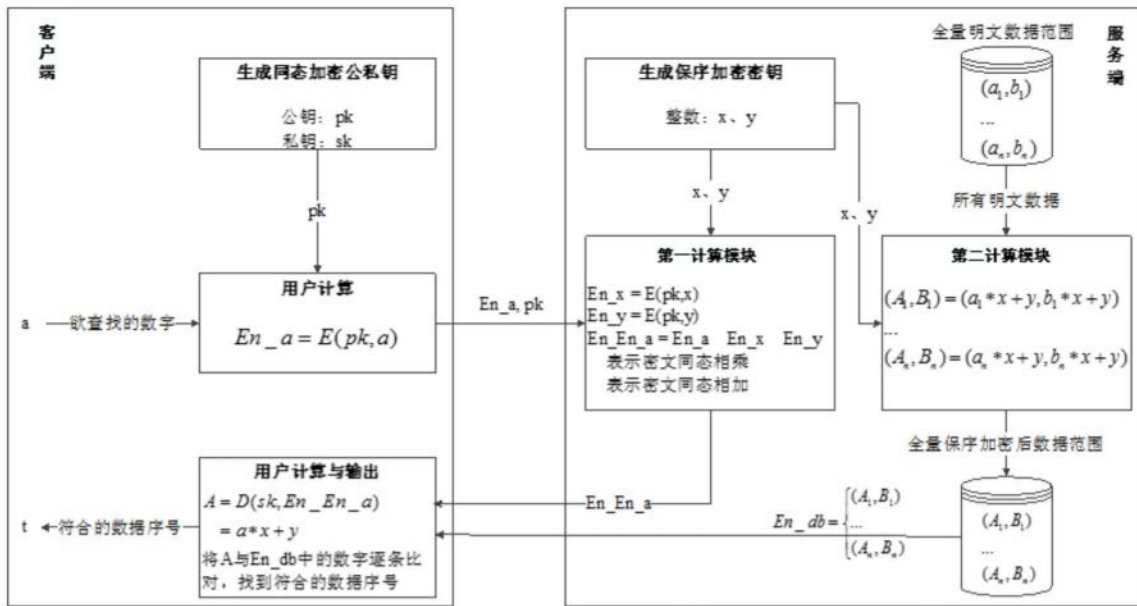 客户端
生成同态加密公私钥
公钥：pk
私钥：sk
pk
a
欲查找的数字
用户计算
En_a = E(pk,a)
En_a, pk
用户计算与输出
A = D(sk,En_En_a)
= a*x+y
将A与En_db中的数字逐条比
对，找到符合的数据序号
t
符合的数据序号
服务端
生成保序加密密钥
整数：x、y
x、y
x、y
全量明文数据范围
(a₁,b₁)
...
(aₙ,bₙ)
所有明文数据
第一计算模块
En_x = E(pk,x)
En_y = E(pk,y)
En_En_a = En_a En_x En_y
表示密文同态相乘
表示密文同态相加
第二计算模块
(A₁,B₁)=(a₁*x+y,b₁*x+y)
...
(Aₙ,Bₙ)=(aₙ*x+y,bₙ*x+y)
全量保序加密后数据范围
En_En_a
En_db={
(A₁,B₁)
...
(Aₙ,Bₙ)
(A₁,B₁)
...
(Aₙ,Bₙ)